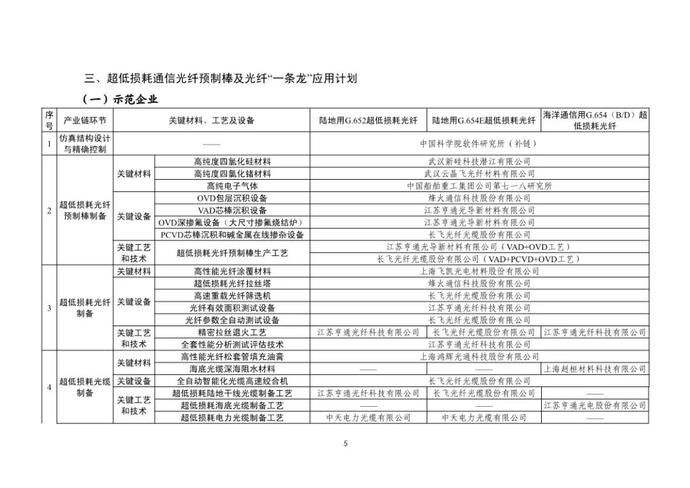 三、超低损耗通信光纤预制棒及光纤“一条龙”应用计划
（一）示范企业
序号 产业链环节 关键材料、工艺及设备 陆地用G.652超低损耗光纤 陆地用G.654E超低损耗光纤 海洋通信用G.654（B/D）超低损耗光纤
1 仿真结构设计与精确控制 —— 中国科学院软件研究所（补链）
2 超低损耗光纤预制棒制备 关键材料 高纯度四氯化硅材料 武汉新硅科技潜江有限公司
高纯度四氯化锗材料 武汉云晶飞光纤材料有限公司
高纯电子气体 中国船舶重工集团公司第七一八研究所
关键设备 OVD包层沉积设备 烽火通信科技股份有限公司
VAD芯棒沉积设备 江苏亨通光导新材料有限公司
OVD深掺氟设备（大尺寸掺氟烧结炉） 江苏亨通光导新材料有限公司
PCVD芯棒沉积和碱金属在线掺杂设备 长飞光纤光缆股份有限公司
关键工艺和技术 超低损耗光纤预制棒生产工艺 江苏亨通光导新材料有限公司（VAD+OVD工艺）
长飞光纤光缆股份有限公司（VAD+PCVD+OVD工艺）
3 超低损耗光纤制备 关键材料 高性能光纤涂覆材料 上海飞凯光电材料股份有限公司
关键设备 超低损耗光纤拉丝塔 烽火通信科技股份有限公司
高速重载光纤筛选机 长飞光纤光缆股份有限公司
光纤有效面积测试设备 江苏亨通光纤科技有限公司
光纤参数全自动测试设备 长飞光纤光缆股份有限公司
关键工艺和技术 精密拉丝退火工艺 江苏亨通光纤科技有限公司 长飞光纤光缆股份有限公司 江苏亨通光纤科技有限公司
全套性能分析测试评估技术 江苏亨通光纤科技有限公司
4 超低损耗光缆制备 关键材料 高性能光纤松套管填充油膏 上海鸿辉光通科技股份有限公司
海底光缆深海阻水材料 —— —— 上海趣桓材料科技有限公司
关键设备 全自动智能化光缆高速绞合机 长飞光纤光缆股份有限公司
关键工艺和技术 超低损耗陆地干线光缆制备工艺 江苏亨通光纤科技有限公司 长飞光纤光缆股份有限公司 ——
超低损耗海底光缆制备工艺 —— —— 江苏亨通光电股份有限公司
超低损耗电力光缆制备工艺 中天电力光缆有限公司 中天电力光缆有限公司 ——
5